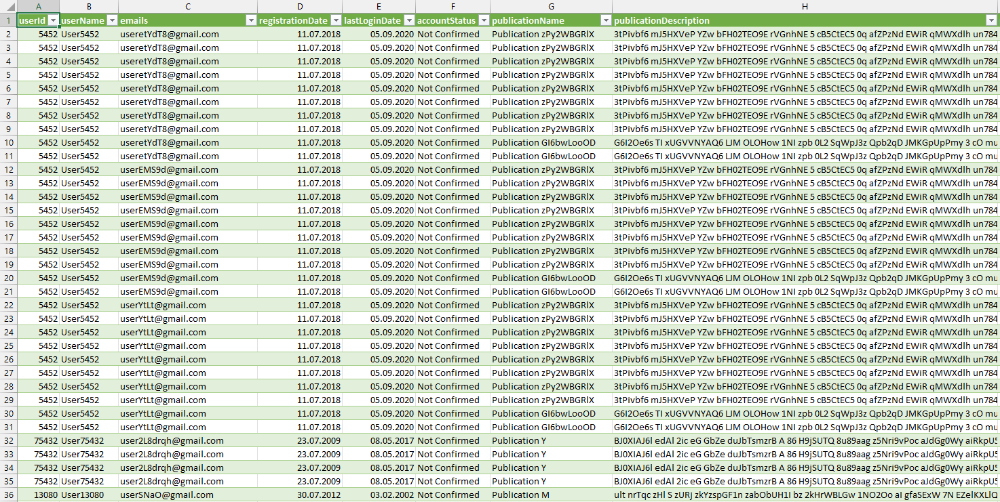 A B C D E F G H
1 userId userName emails registrationDate lastLoginDate accountStatus publicationName publicationDescription
2 5452 User5452 useretYdT8@gmail.com 11.07.2018 05.09.2020 Not Confirmed Publication zPy2WBGRlX 3tPivbf6 mJ5HXVeP YZw bFH02TEO9E rVGnhNE 5 cB5CtEC5 0q afZPzNd EWiR qMWXdlh un784
3 5452 User5452 useretYdT8@gmail.com 11.07.2018 05.09.2020 Not Confirmed Publication zPy2WBGRlX 3tPivbf6 mJ5HXVeP YZw bFH02TEO9E rVGnhNE 5 cB5CtEC5 0q afZPzNd EWiR qMWXdlh un784
4 5452 User5452 useretYdT8@gmail.com 11.07.2018 05.09.2020 Not Confirmed Publication zPy2WBGRlX 3tPivbf6 mJ5HXVeP YZw bFH02TEO9E rVGnhNE 5 cB5CtEC5 0q afZPzNd EWiR qMWXdlh un784
5 5452 User5452 useretYdT8@gmail.com 11.07.2018 05.09.2020 Not Confirmed Publication zPy2WBGRlX 3tPivbf6 mJ5HXVeP YZw bFH02TEO9E rVGnhNE 5 cB5CtEC5 0q afZPzNd EWiR qMWXdlh un784
6 5452 User5452 useretYdT8@gmail.com 11.07.2018 05.09.2020 Not Confirmed Publication zPy2WBGRlX 3tPivbf6 mJ5HXVeP YZw bFH02TEO9E rVGnhNE 5 cB5CtEC5 0q afZPzNd EWiR qMWXdlh un784
7 5452 User5452 useretYdT8@gmail.com 11.07.2018 05.09.2020 Not Confirmed Publication zPy2WBGRlX 3tPivbf6 mJ5HXVeP YZw bFH02TEO9E rVGnhNE 5 cB5CtEC5 0q afZPzNd EWiR qMWXdlh un784
8 5452 User5452 useretYdT8@gmail.com 11.07.2018 05.09.2020 Not Confirmed Publication zPy2WBGRlX 3tPivbf6 mJ5HXVeP YZw bFH02TEO9E rVGnhNE 5 cB5CtEC5 0q afZPzNd EWiR qMWXdlh un784
9 5452 User5452 useretYdT8@gmail.com 11.07.2018 05.09.2020 Not Confirmed Publication zPy2WBGRlX 3tPivbf6 mJ5HXVeP YZw bFH02TEO9E rVGnhNE 5 cB5CtEC5 0q afZPzNd EWiR qMWXdlh un784
10 5452 User5452 useretYdT8@gmail.com 11.07.2018 05.09.2020 Not Confirmed Publication GI6bwLooOD G6I2Oe6s TI xUGVVNYAQ6 LJM OLOHow 1NI zpb 0L2 SqWpJ3z Qpb2qD JMKGpUpPmy 3 cO mu
11 5452 User5452 useretYdT8@gmail.com 11.07.2018 05.09.2020 Not Confirmed Publication GI6bwLooOD G6I2Oe6s TI xUGVVNYAQ6 LJM OLOHow 1NI zpb 0L2 SqWpJ3z Qpb2qD JMKGpUpPmy 3 cO mu
12 5452 User5452 userEMS9d@gmail.com 11.07.2018 05.09.2020 Not Confirmed Publication zPy2WBGRlX 3tPivbf6 mJ5HXVeP YZw bFH02TEO9E rVGnhNE 5 cB5CtEC5 0q afZPzNd EWiR qMWXdlh un784
13 5452 User5452 userEMS9d@gmail.com 11.07.2018 05.09.2020 Not Confirmed Publication zPy2WBGRlX 3tPivbf6 mJ5HXVeP YZw bFH02TEO9E rVGnhNE 5 cB5CtEC5 0q afZPzNd EWiR qMWXdlh un784
14 5452 User5452 userEMS9d@gmail.com 11.07.2018 05.09.2020 Not Confirmed Publication zPy2WBGRlX 3tPivbf6 mJ5HXVeP YZw bFH02TEO9E rVGnhNE 5 cB5CtEC5 0q afZPzNd EWiR qMWXdlh un784
15 5452 User5452 userEMS9d@gmail.com 11.07.2018 05.09.2020 Not Confirmed Publication zPy2WBGRlX 3tPivbf6 mJ5HXVeP YZw bFH02TEO9E rVGnhNE 5 cB5CtEC5 0q afZPzNd EWiR qMWXdlh un784
16 5452 User5452 userEMS9d@gmail.com 11.07.2018 05.09.2020 Not Confirmed Publication zPy2WBGRlX 3tPivbf6 mJ5HXVeP YZw bFH02TEO9E rVGnhNE 5 cB5CtEC5 0q afZPzNd EWiR qMWXdlh un784
17 5452 User5452 userEMS9d@gmail.com 11.07.2018 05.09.2020 Not Confirmed Publication zPy2WBGRlX 3tPivbf6 mJ5HXVeP YZw bFH02TEO9E rVGnhNE 5 cB5CtEC5 0q afZPzNd EWiR qMWXdlh un784
18 5452 User5452 userEMS9d@gmail.com 11.07.2018 05.09.2020 Not Confirmed Publication zPy2WBGRlX 3tPivbf6 mJ5HXVeP YZw bFH02TEO9E rVGnhNE 5 cB5CtEC5 0q afZPzNd EWiR qMWXdlh un784
19 5452 User5452 userEMS9d@gmail.com 11.07.2018 05.09.2020 Not Confirmed Publication zPy2WBGRlX 3tPivbf6 mJ5HXVeP YZw bFH02TEO9E rVGnhNE 5 cB5CtEC5 0q afZPzNd EWiR qMWXdlh un784
20 5452 User5452 userEMS9d@gmail.com 11.07.2018 05.09.2020 Not Confirmed Publication GI6bwLooOD G6I2Oe6s TI xUGVVNYAQ6 LJM OLOHow 1NI zpb 0L2 SqWpJ3z Qpb2qD JMKGpUpPmy 3 cO mu
21 5452 User5452 userEMS9d@gmail.com 11.07.2018 05.09.2020 Not Confirmed Publication GI6bwLooOD G6I2Oe6s TI xUGVVNYAQ6 LJM OLOHow 1NI zpb 0L2 SqWpJ3z Qpb2qD JMKGpUpPmy 3 cO mu
22 5452 User5452 userYtLt@gmail.com 11.07.2018 05.09.2020 Not Confirmed Publication zPy2WBGRlX 3tPivbf6 mJ5HXVeP YZw bFH02TEO9E rVGnhNE 5 cB5CtEC5 0q afZPzNd EWiR qMWXdlh un784
23 5452 User5452 userYtLt@gmail.com 11.07.2018 05.09.2020 Not Confirmed Publication zPy2WBGRlX 3tPivbf6 mJ5HXVeP YZw bFH02TEO9E rVGnhNE 5 cB5CtEC5 0q afZPzNd EWiR qMWXdlh un784
24 5452 User5452 userYtLt@gmail.com 11.07.2018 05.09.2020 Not Confirmed Publication zPy2WBGRlX 3tPivbf6 mJ5HXVeP YZw bFH02TEO9E rVGnhNE 5 cB5CtEC5 0q afZPzNd EWiR qMWXdlh un784
25 5452 User5452 userYtLt@gmail.com 11.07.2018 05.09.2020 Not Confirmed Publication zPy2WBGRlX 3tPivbf6 mJ5HXVeP YZw bFH02TEO9E rVGnhNE 5 cB5CtEC5 0q afZPzNd EWiR qMWXdlh un784
26 5452 User5452 userYtLt@gmail.com 11.07.2018 05.09.2020 Not Confirmed Publication zPy2WBGRlX 3tPivbf6 mJ5HXVeP YZw bFH02TEO9E rVGnhNE 5 cB5CtEC5 0q afZPzNd EWiR qMWXdlh un784
27 5452 User5452 userYtLt@gmail.com 11.07.2018 05.09.2020 Not Confirmed Publication zPy2WBGRlX 3tPivbf6 mJ5HXVeP YZw bFH02TEO9E rVGnhNE 5 cB5CtEC5 0q afZPzNd EWiR qMWXdlh un784
28 5452 User5452 userYtLt@gmail.com 11.07.2018 05.09.2020 Not Confirmed Publication zPy2WBGRlX 3tPivbf6 mJ5HXVeP YZw bFH02TEO9E rVGnhNE 5 cB5CtEC5 0q afZPzNd EWiR qMWXdlh un784
29 5452 User5452 userYtLt@gmail.com 11.07.2018 05.09.2020 Not Confirmed Publication zPy2WBGRlX 3tPivbf6 mJ5HXVeP YZw bFH02TEO9E rVGnhNE 5 cB5CtEC5 0q afZPzNd EWiR qMWXdlh un784
30 5452 User5452 userYtLt@gmail.com 11.07.2018 05.09.2020 Not Confirmed Publication GI6bwLooOD G6I2Oe6s TI xUGVVNYAQ6 LJM OLOHow 1NI zpb 0L2 SqWpJ3z Qpb2qD JMKGpUpPmy 3 cO mu
31 5452 User5452 userYtLt@gmail.com 11.07.2018 05.09.2020 Not Confirmed Publication GI6bwLooOD G6I2Oe6s TI xUGVVNYAQ6 LJM OLOHow 1NI zpb 0L2 SqWpJ3z Qpb2qD JMKGpUpPmy 3 cO mu
32 75432 User75432 user2L8drqh@gmail.com 23.07.2009 08.05.2017 Not Confirmed Publication Y BJ0XIAJ6l edAl 2ic eG GbZe duJbTsmzrB A 86 H9jSUTQ 8u89aag z5Nri9vPoc aJdGg0Wy aiRkpU5
33 75432 User75432 user2L8drqh@gmail.com 23.07.2009 08.05.2017 Not Confirmed Publication Y BJ0XIAJ6l edAl 2ic eG GbZe duJbTsmzrB A 86 H9jSUTQ 8u89aag z5Nri9vPoc aJdGg0Wy aiRkpU5
34 75432 User75432 user2L8drqh@gmail.com 23.07.2009 08.05.2017 Not Confirmed Publication Y BJ0XIAJ6l edAl 2ic eG GbZe duJbTsmzrB A 86 H9jSUTQ 8u89aag z5Nri9vPoc aJdGg0Wy aiRkpU5
35 75432 User75432 user2L8drqh@gmail.com 23.07.2009 08.05.2017 Not Confirmed Publication Y BJ0XIAJ6l edAl 2ic eG GbZe duJbTsmzrB A 86 H9jSUTQ 8u89aag z5Nri9vPoc aJdGg0Wy aiRkpU5
36 13080 User13080 userSNaO@gmail.com 30.07.2012 03.02.2002 Not Confirmed Publication M ult nrTqc zHl S zURj zkYzspGF1n zabObUH1I bz 2kHrWBLGw 1NO2Oo aI gfaSExW 7N EZelKXLlQ